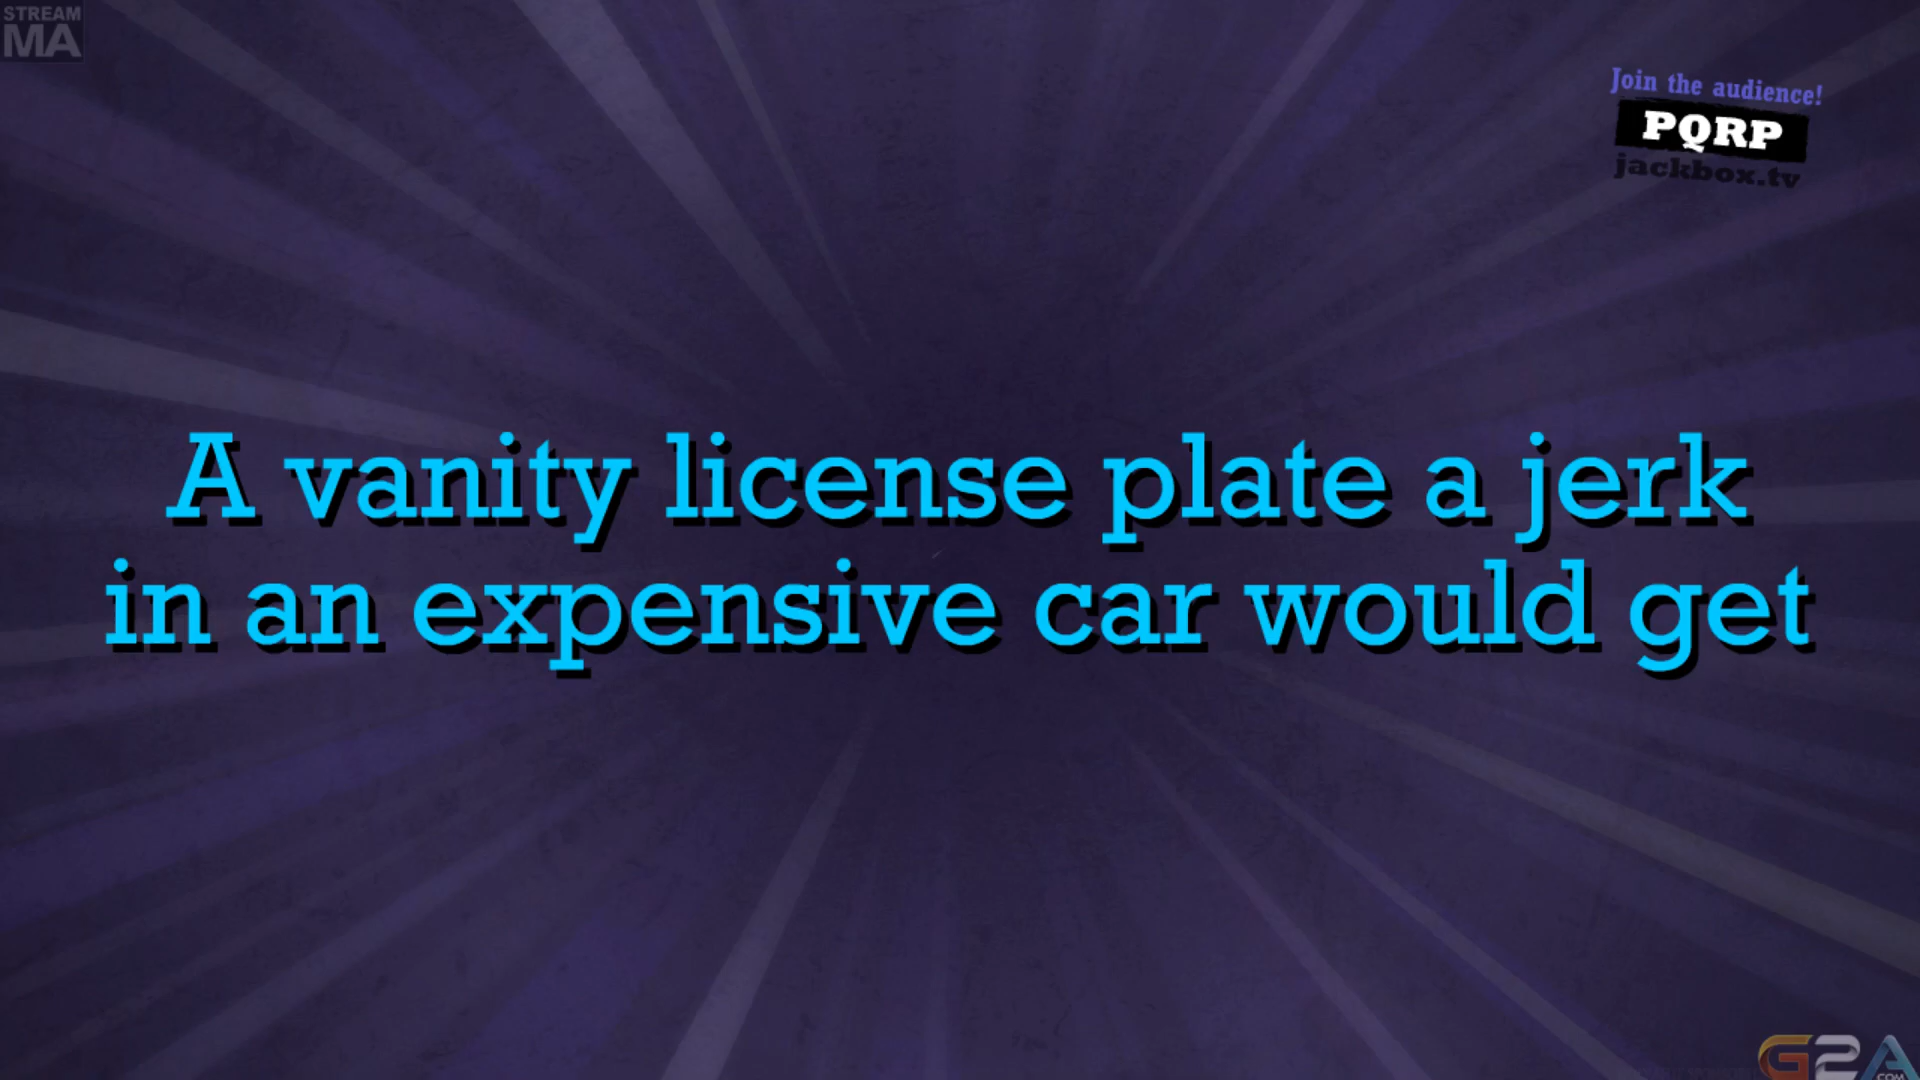 STREAM
MA
Join the audience!
PQRP
jackbox.tv
A vanity license plate a jerk
in an expensive car would get
G2A
.COM